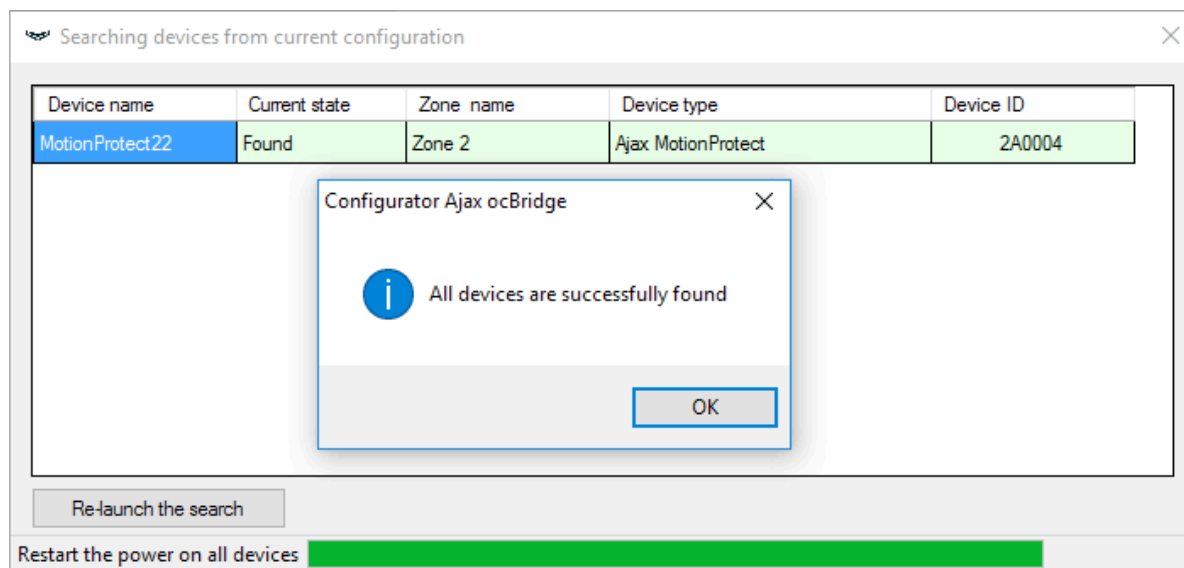 Searching devices from current configuration
Device name Current state Zone name Device type Device ID
MotionProtect22 Found Zone 2 Ajax MotionProtect 2A0004
Configurator Ajax ocBridge
All devices are successfully found
OK
Re-launch the search
Restart the power on all devices